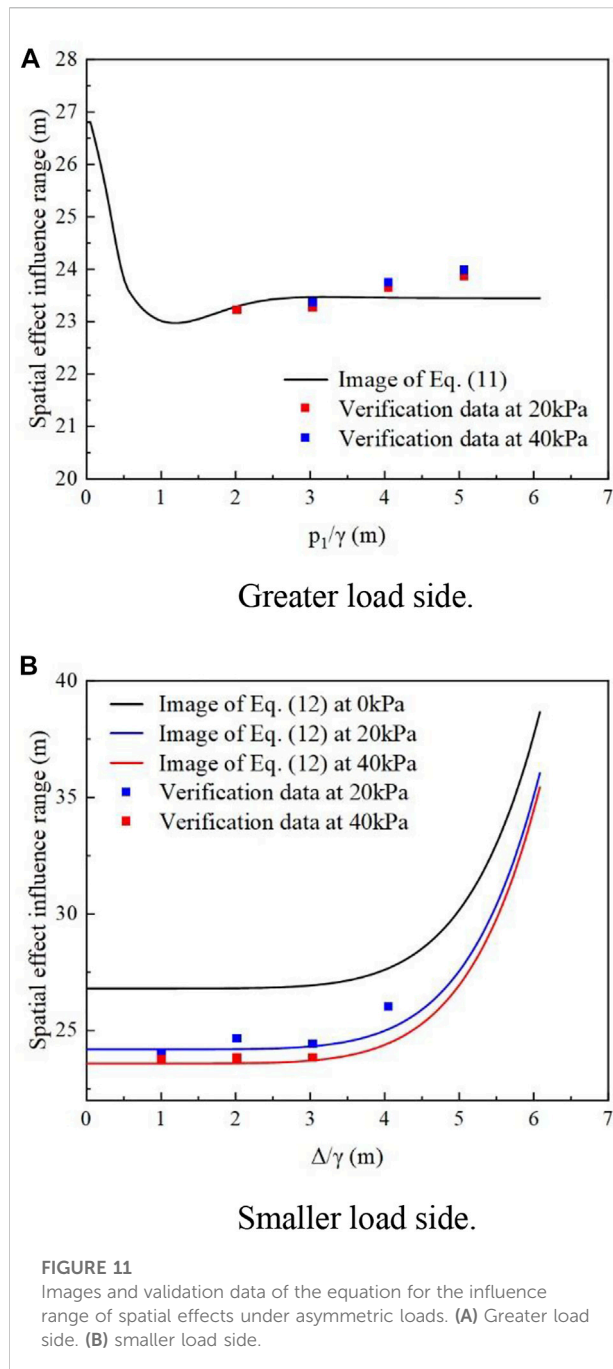 A
Spatial effect influence range (m)
28
27
26
25
24
23
22
21
20
Image of Eq. (11)
Verification data at 20kPa
Verification data at 40kPa
0 1 2 3 4 5 6 7
p₁/γ (m)
Greater load side.
B
Spatial effect influence range (m)
40
35
30
25
Image of Eq. (12) at 0kPa
Image of Eq. (12) at 20kPa
Image of Eq. (12) at 40kPa
Verification data at 20kPa
Verification data at 40kPa
0 1 2 3 4 5 6 7
Δ/γ (m)
Smaller load side.
FIGURE 11
Images and validation data of the equation for the influence
range of spatial effects under asymmetric loads. (A) Greater load
side. (B) smaller load side.